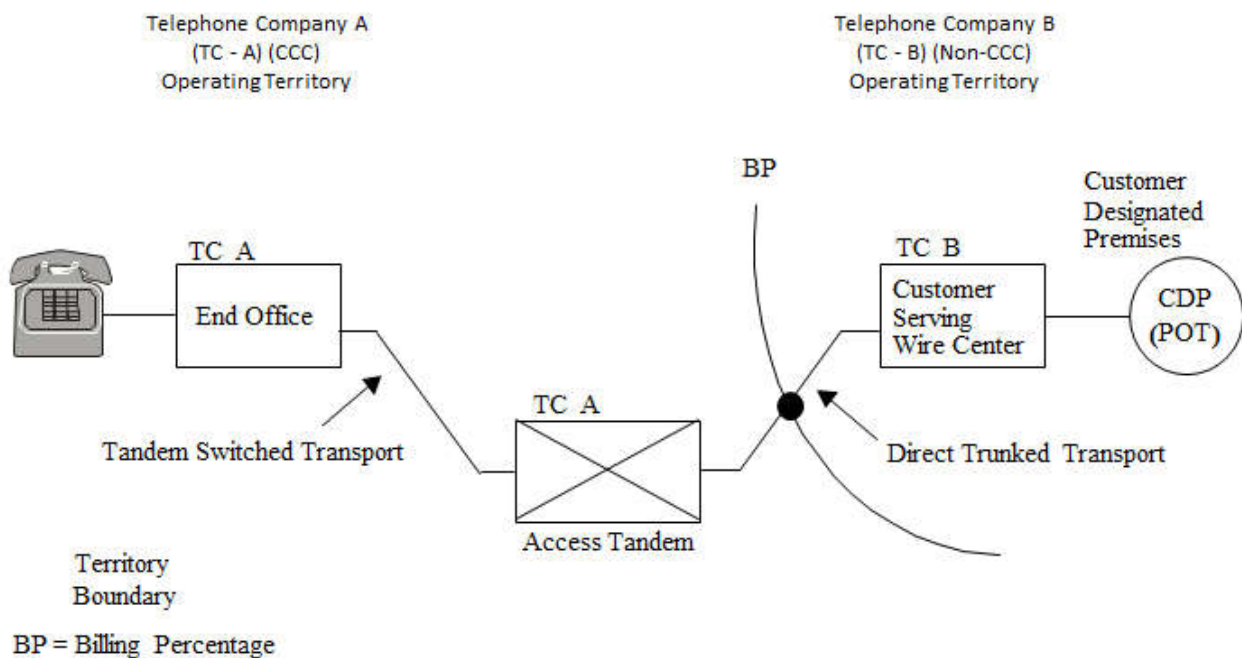 Telephone Company A
(TC - A) (CCC)
Operating Territory
Telephone Company B
(TC - B) (Non-CCC)
Operating Territory
BP
Customer
Designated
Premises
TC A
End Office
TC B
Customer
Serving
Wire Center
CDP
(POT)
TC A
Tandem Switched Transport
Direct Trunked Transport
Access Tandem
Territory
Boundary
BP = Billing Percentage